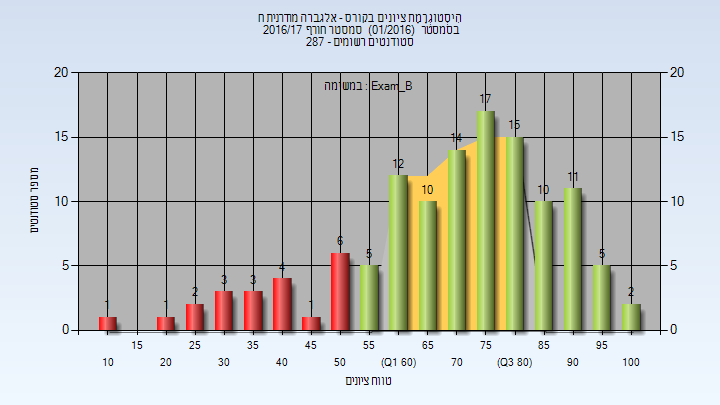 היסטוגרמת ציונים בקורס - אלגברה מודרנית ח
בסמסטר (01/2016) סמסטר חורף 2016/17
סטודנטים רשומים - 287
במשימה : Exam_B
מספר סטודנטים
20 20
15 15
10 10
5 5
0 0
1 1 2 3 3 4 1 6 5 12 10 14 17 15 10 11 5 2
15 25 35 45 55 65 75 85 95
10 20 30 40 50 (Q1 60) 70 (Q3 80) 90 100
טווח ציונים